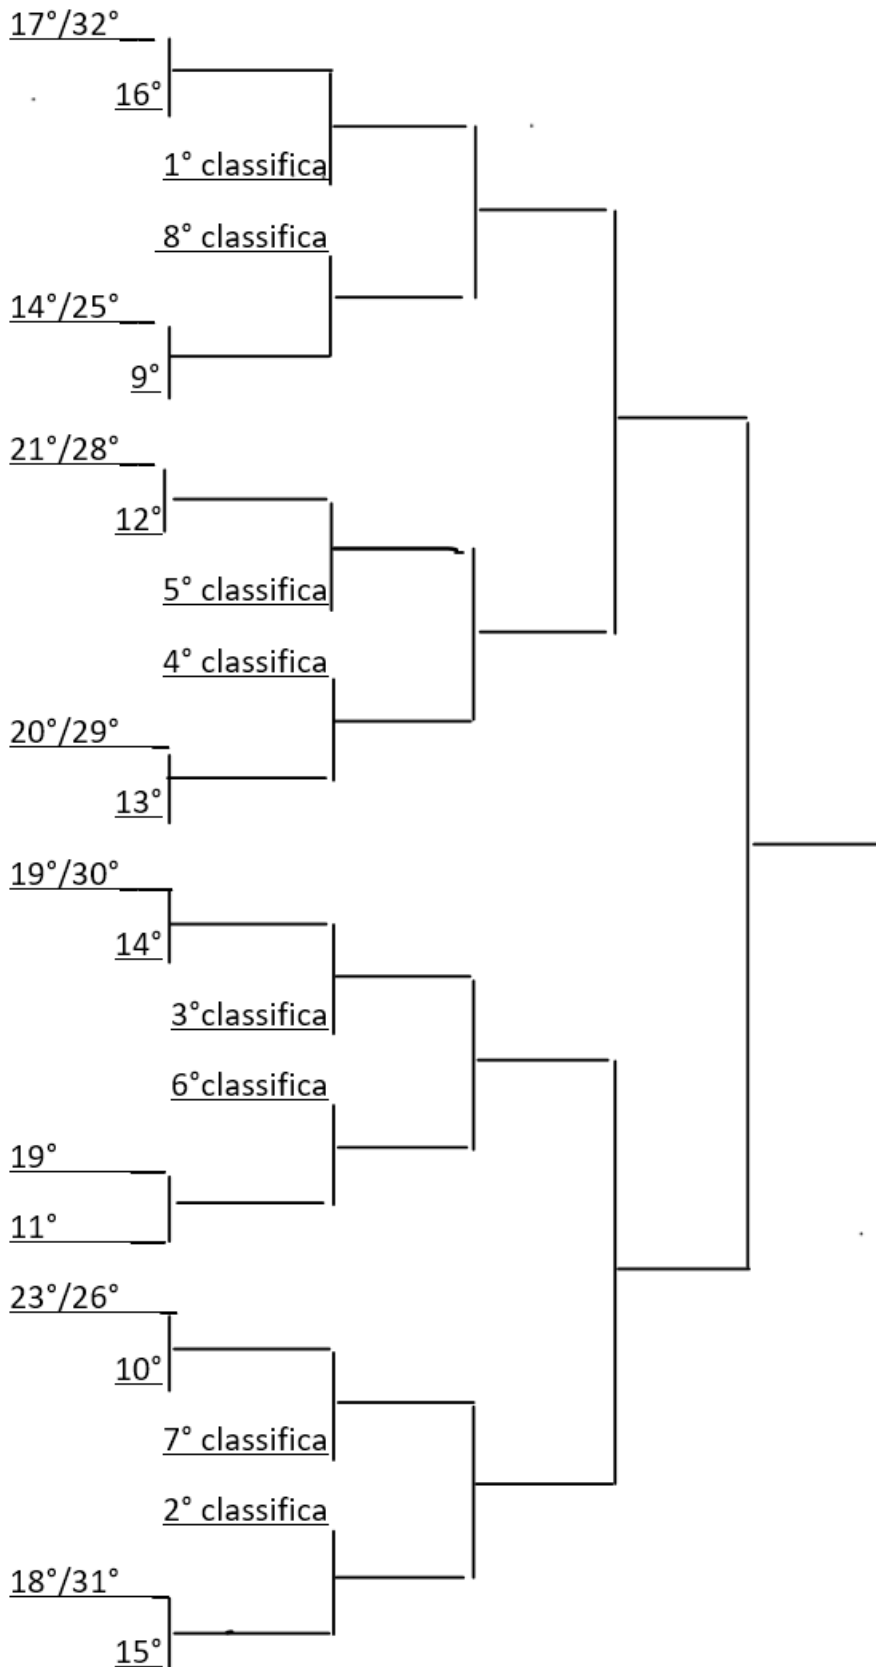 17°/32°
16°
1° classifica
8° classifica
14°/25°
9°
21°/28°
12°
5° classifica
4° classifica
20°/29°
13°
19°/30°
14°
3°classifica
6°classifica
19°
11°
23°/26°
10°
7° classifica
2° classifica
18°/31°
15°